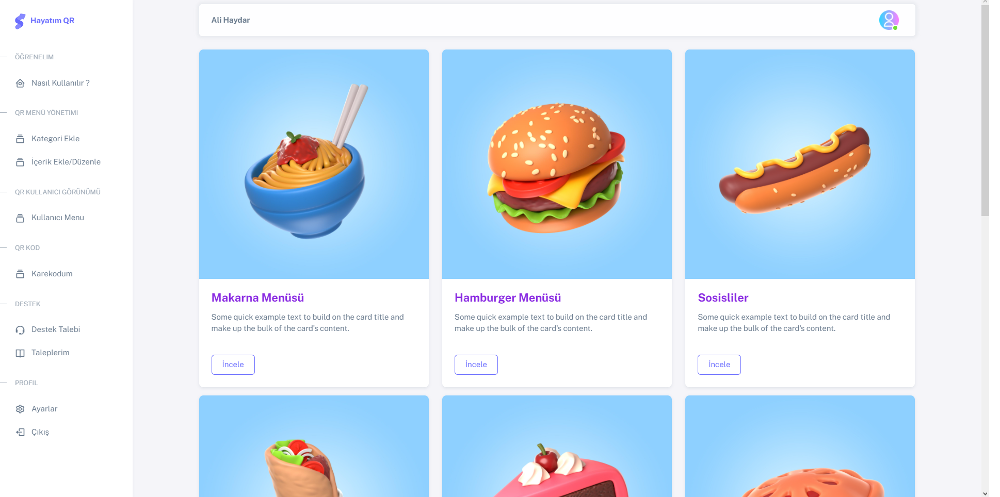 Hayatım QR
ÖĞRENELIM
Nasıl Kullanılır ?
QR MENÜ YÖNETIMI
Kategori Ekle
İçerik Ekle/Düzenle
QR KULLANICI GÖRÜNÜMÜ
Kullanıcı Menu
QR KOD
Karekodum
DESTEK
Destek Talebi
Taleplerim
PROFIL
Ayarlar
Çıkış
Ali Haydar
Makarna Menüsü
Some quick example text to build on the card title and
make up the bulk of the card's content.
İncele
Hamburger Menüsü
Some quick example text to build on the card title and
make up the bulk of the card's content.
İncele
Sosisliler
Some quick example text to build on the card title and
make up the bulk of the card's content.
İncele